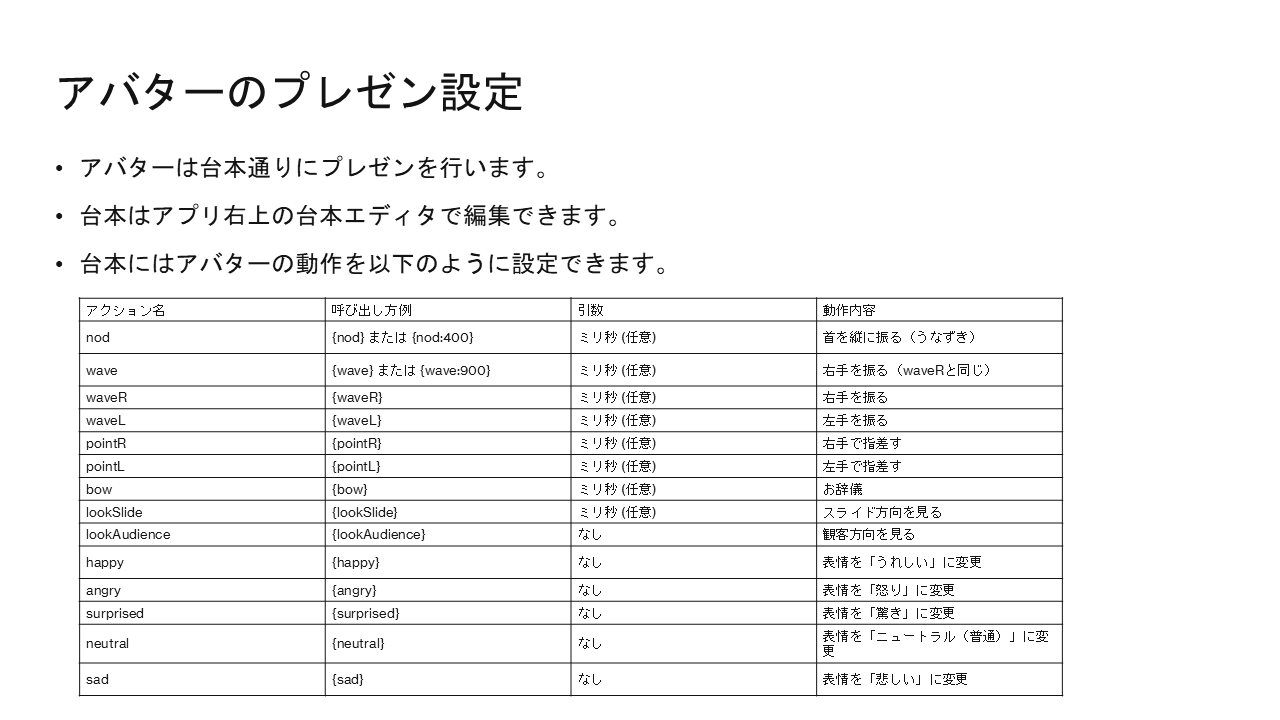 アバターのプレゼン設定
• アバターは台本通りにプレゼンを行います。
• 台本はアプリ右上の台本エディタで編集できます。
• 台本にはアバターの動作を以下のように設定できます。
アクション名 呼び出し方例 引数 動作内容
nod {nod} または {nod:400} ミリ秒 (任意) 首を縦に振る（うなずき）
wave {wave} または {wave:900} ミリ秒 (任意) 右手を振る（waveRと同じ）
waveR {waveR} ミリ秒 (任意) 右手を振る
waveL {waveL} ミリ秒 (任意) 左手を振る
pointR {pointR} ミリ秒 (任意) 右手で指差す
pointL {pointL} ミリ秒 (任意) 左手で指差す
bow {bow} ミリ秒 (任意) お辞儀
lookSlide {lookSlide} ミリ秒 (任意) スライド方向を見る
lookAudience {lookAudience} なし 観客方向を見る
happy {happy} なし 表情を「うれしい」に変更
angry {angry} なし 表情を「怒り」に変更
surprised {surprised} なし 表情を「驚き」に変更
neutral {neutral} なし 表情を「ニュートラル（普通）」に変
更
sad {sad} なし 表情を「悲しい」に変更